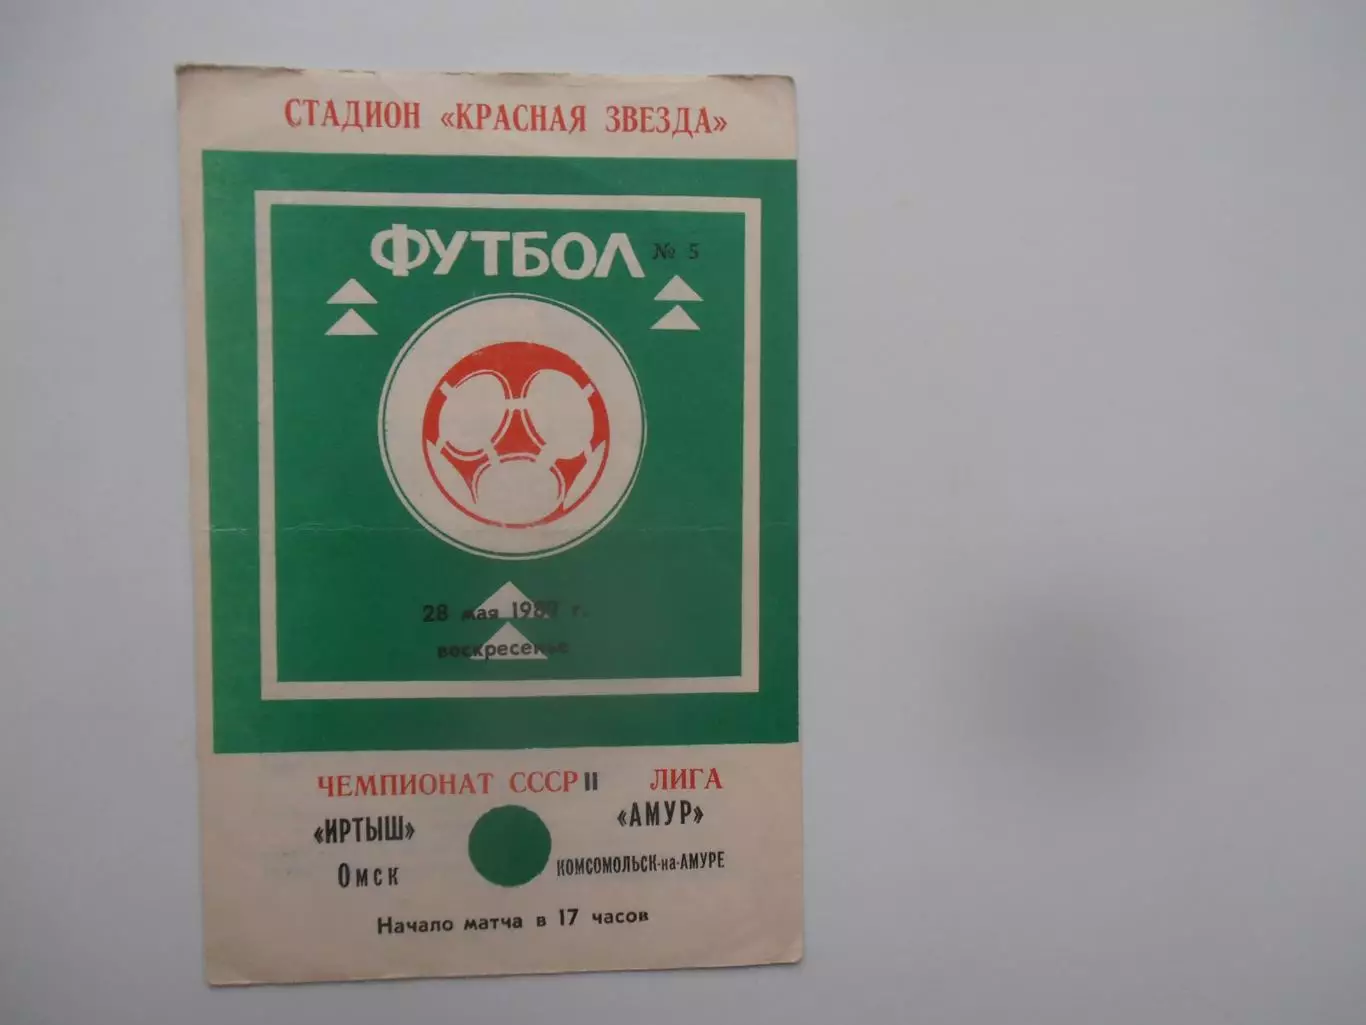 СТАДИОН «КРАСНАЯ ЗВЕЗДА»
ФУТБОЛ № 5
28 мая 1989 г.
воскресенье
ЧЕМПИОНАТ СССР II ЛИГА
«ИРТЫШ» «АМУР»
Омск КОМСОМОЛЬСК-на-АМУРЕ
Начало матча в 17 часов